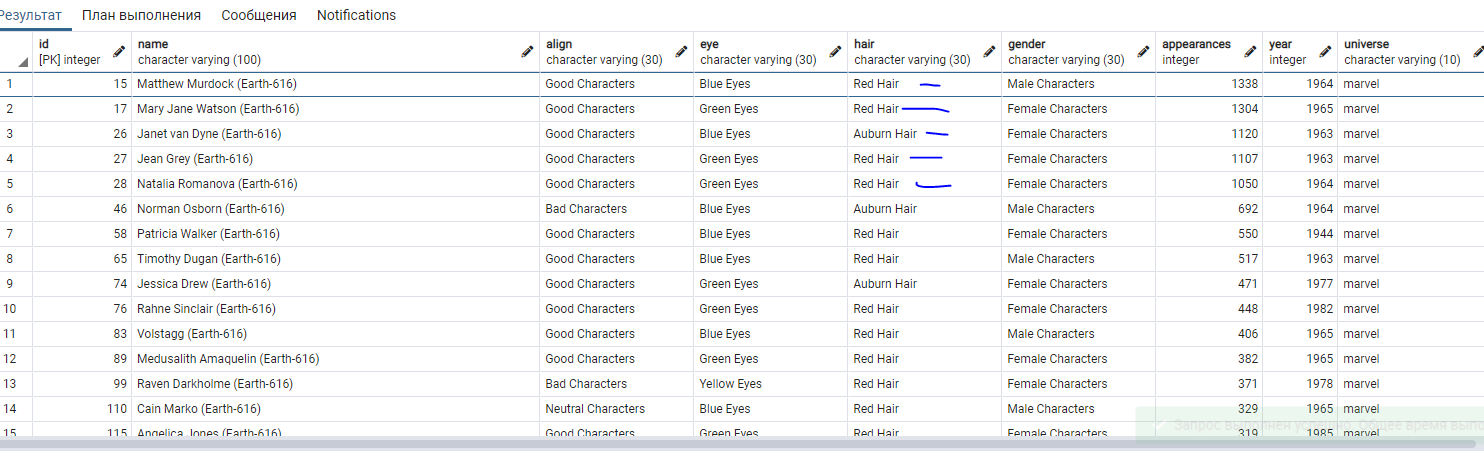 Результат План выполнения Сообщения Notifications
id name align eye hair gender appearances year universe
[PK] integer character varying (100) character varying (30) character varying (30) character varying (30) character varying (30) integer integer character varying (10)
1 15 Matthew Murdock (Earth-616) Good Characters Blue Eyes Red Hair Male Characters 1338 1964 marvel
2 17 Mary Jane Watson (Earth-616) Good Characters Green Eyes Red Hair Female Characters 1304 1965 marvel
3 26 Janet van Dyne (Earth-616) Good Characters Blue Eyes Auburn Hair Female Characters 1120 1963 marvel
4 27 Jean Grey (Earth-616) Good Characters Green Eyes Red Hair Female Characters 1107 1963 marvel
5 28 Natalia Romanova (Earth-616) Good Characters Green Eyes Red Hair Female Characters 1050 1964 marvel
6 46 Norman Osborn (Earth-616) Bad Characters Blue Eyes Auburn Hair Male Characters 692 1964 marvel
7 58 Patricia Walker (Earth-616) Good Characters Blue Eyes Red Hair Female Characters 550 1944 marvel
8 65 Timothy Dugan (Earth-616) Good Characters Blue Eyes Red Hair Male Characters 517 1963 marvel
9 74 Jessica Drew (Earth-616) Good Characters Green Eyes Auburn Hair Female Characters 471 1977 marvel
10 76 Rahne Sinclair (Earth-616) Good Characters Green Eyes Red Hair Female Characters 448 1982 marvel
11 83 Volstagg (Earth-616) Good Characters Blue Eyes Red Hair Male Characters 406 1965 marvel
12 89 Medusalith Amaquelin (Earth-616) Good Characters Green Eyes Red Hair Female Characters 382 1965 marvel
13 99 Raven Darkholme (Earth-616) Bad Characters Yellow Eyes Red Hair Female Characters 371 1978 marvel
14 110 Cain Marko (Earth-616) Neutral Characters Blue Eyes Red Hair Male Characters 329 1965 marvel
15 115 Angelica Jones (Earth-616) Good Characters Green Eyes Red Hair Female Characters 319 1985 marvel
Запрос выполнен успешно. Общее время